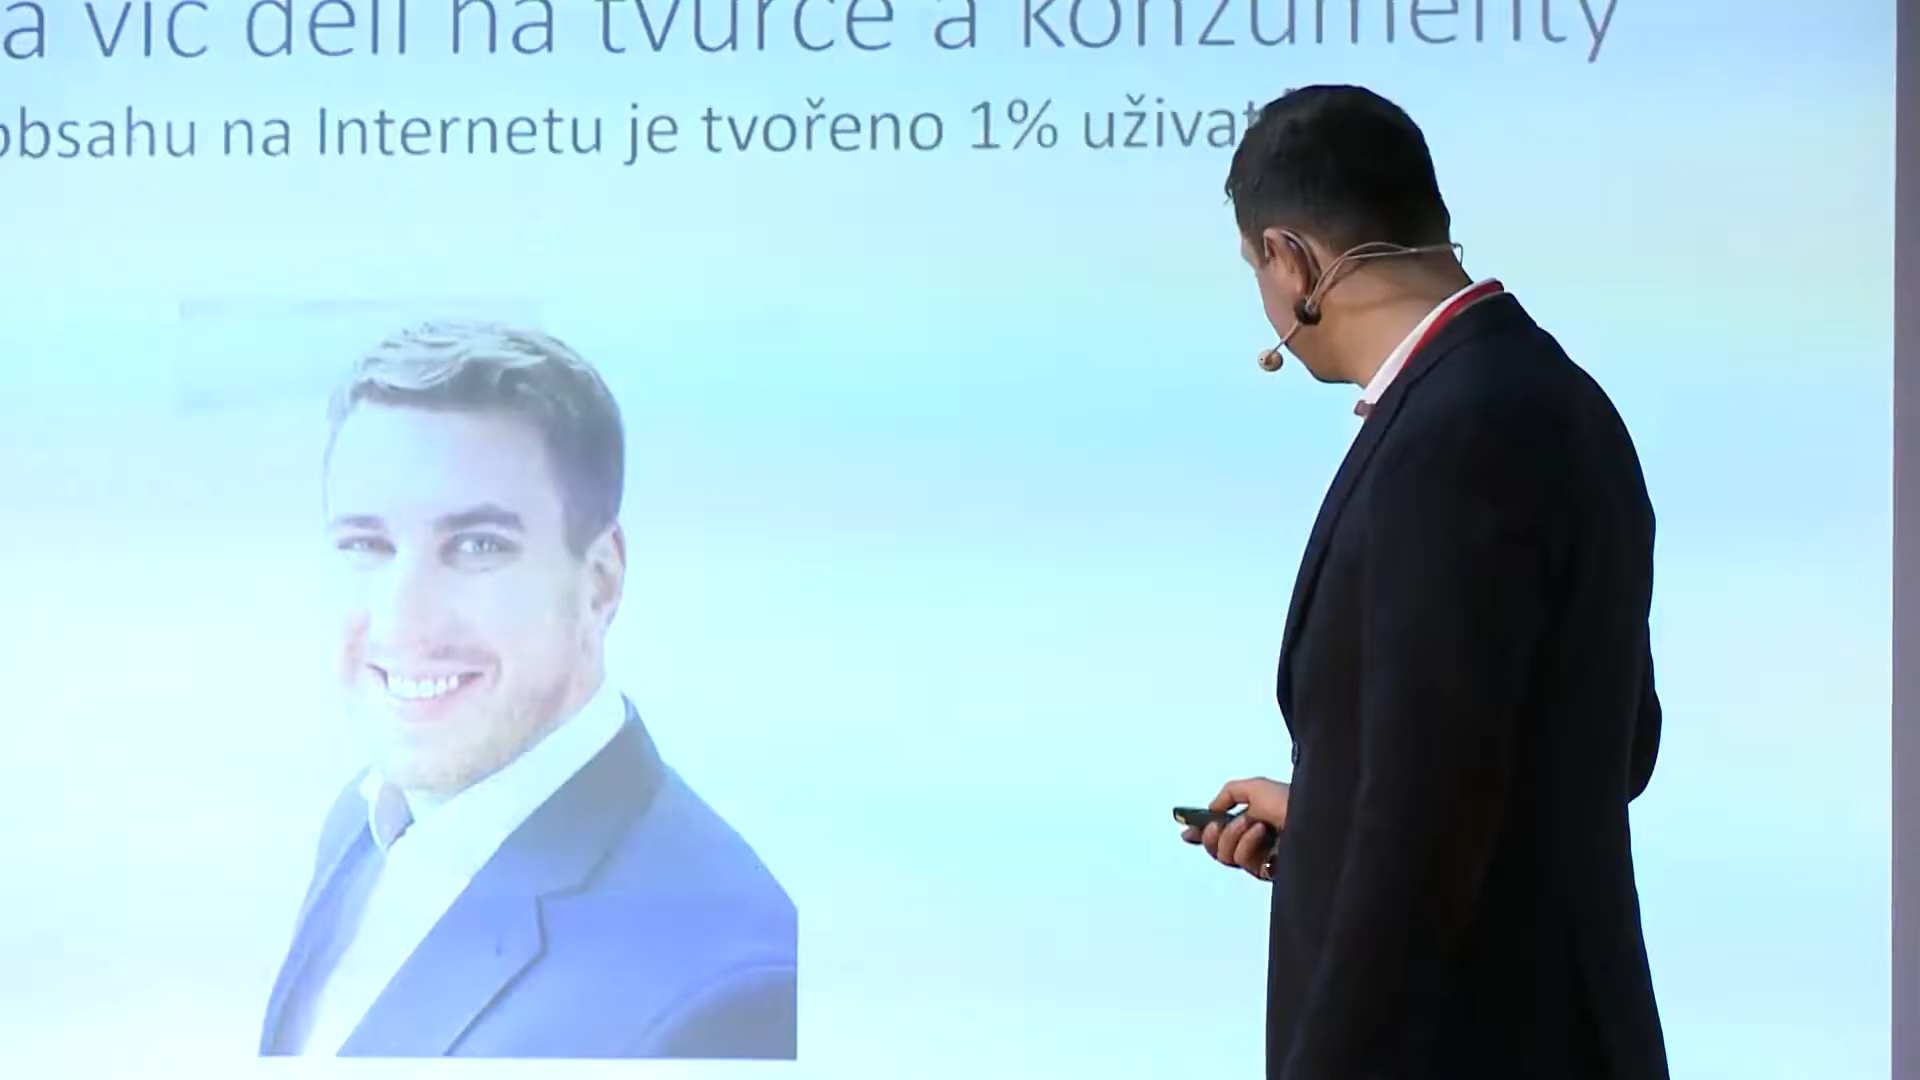 a víc dělí na tvůrce a konzumenty
obsahu na Internetu je tvořeno 1% uživat